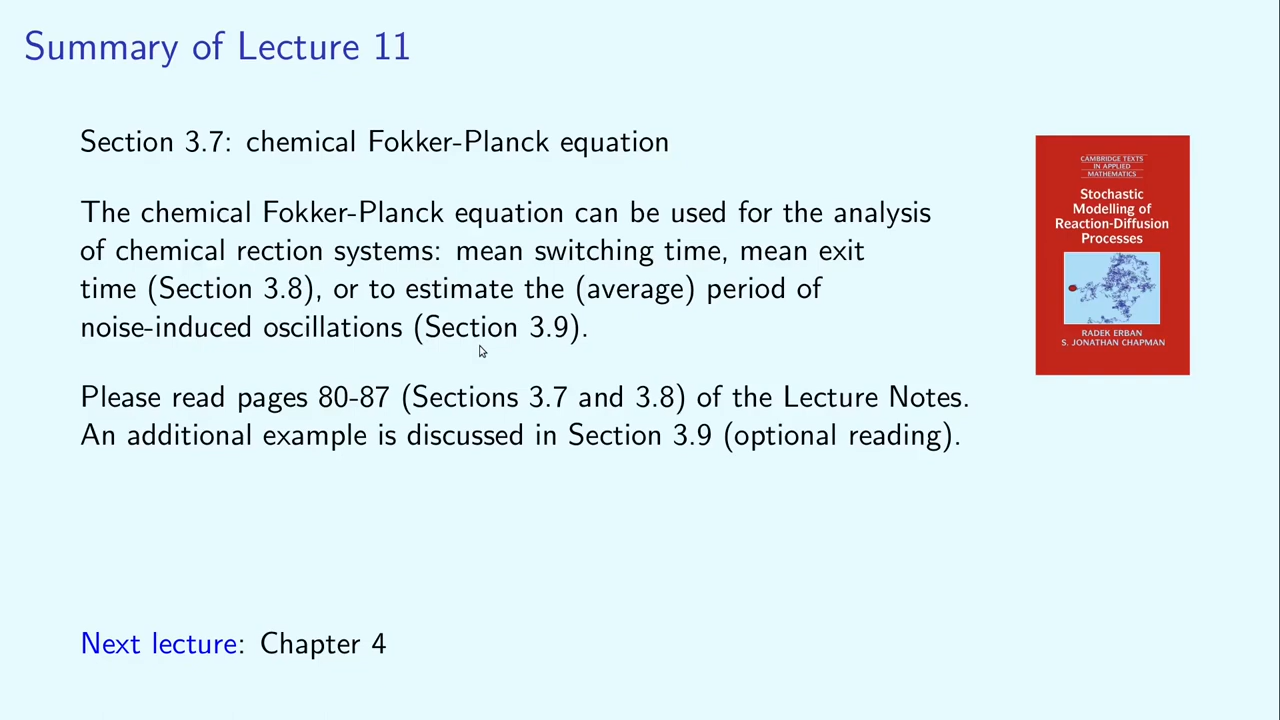 Summary of Lecture 11
Section 3.7: chemical Fokker-Planck equation
The chemical Fokker-Planck equation can be used for the analysis
of chemical rection systems: mean switching time, mean exit
time (Section 3.8), or to estimate the (average) period of
noise-induced oscillations (Section 3.9).
Please read pages 80-87 (Sections 3.7 and 3.8) of the Lecture Notes.
An additional example is discussed in Section 3.9 (optional reading).
Next lecture: Chapter 4
CAMBRIDGE TEXTS
IN APPLIED
MATHEMATICS
Stochastic
Modelling of
Reaction-Diffusion
Processes
RADEK ERBAN
S. JONATHAN CHAPMAN